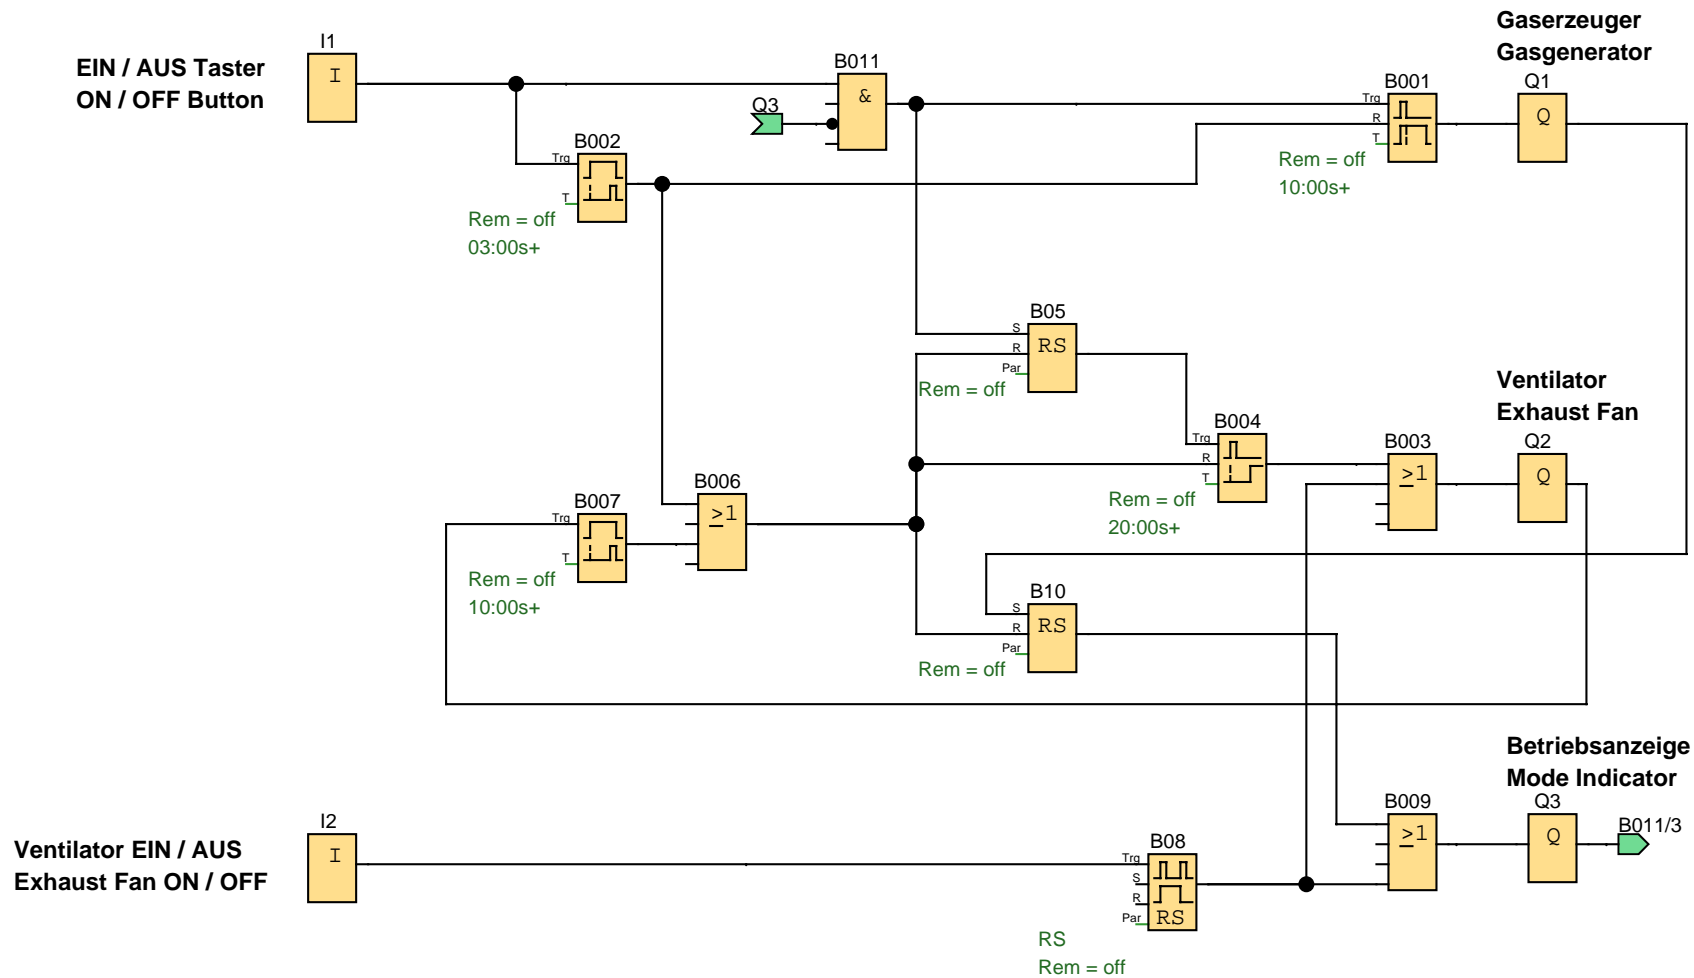 Gaserzeuger
Gasgenerator
I1
EIN / AUS Taster
ON / OFF Button
I
B011
&
Q3
B001
Trg
R
T
Rem = off
10:00s+
Q1
Q
B002
Trg
T
Rem = off
03:00s+
B05
S
R
Par
RS
Rem = off
Ventilator
Exhaust Fan
B004
Trg
R
T
Rem = off
20:00s+
B003
≥1
Q2
Q
B006
≥1
B007
Trg
T
Rem = off
10:00s+
B10
S
R
Par
RS
Rem = off
Betriebsanzeige
Mode Indicator
B009
≥1
Q3
Q
B011/3
I2
Ventilator EIN / AUS
Exhaust Fan ON / OFF
I
B08
Trg
S
R
Par
RS
RS
Rem = off